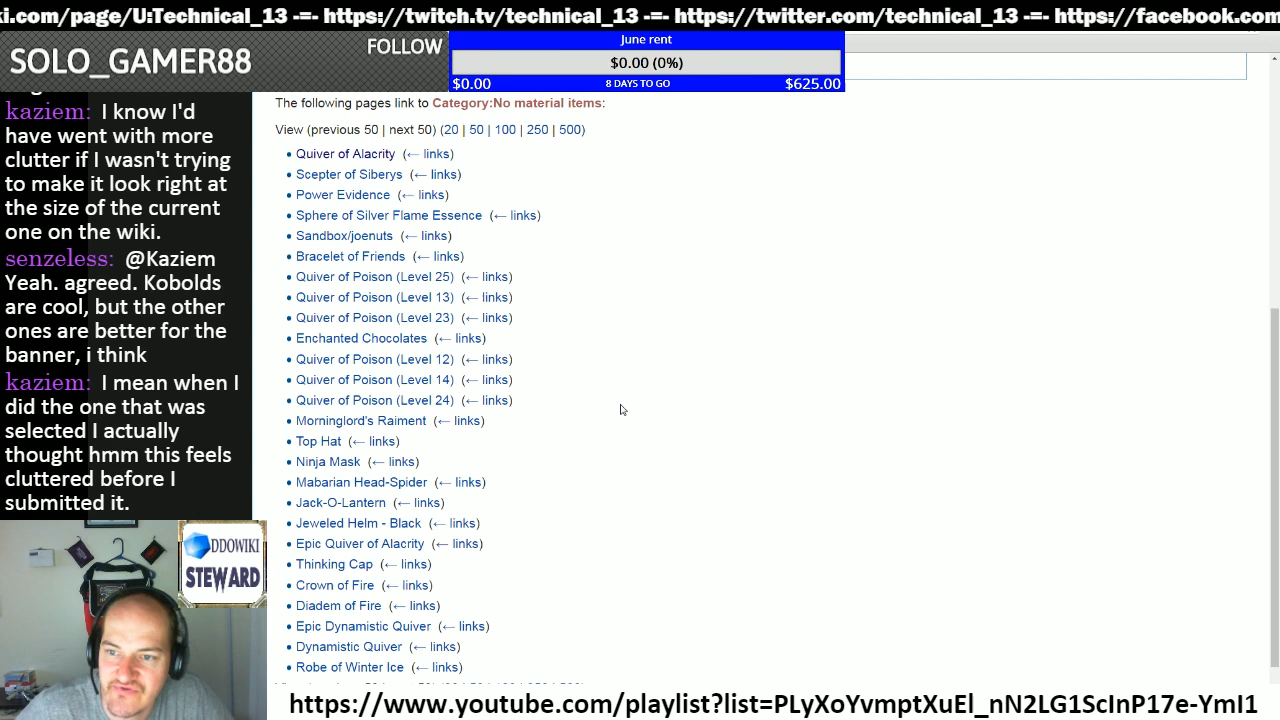 ki.com/page/U:Technical_13 -=- https://twitch.tv/technical_13 -=- https://twitter.com/technical_13 -=- https://facebook.com
SOLO_GAMER88
FOLLOW
June rent
$0.00 (0%)
$0.00 8 DAYS TO GO $625.00
kaziem: I know I'd
have went with more
clutter if I wasn't trying
to make it look right at
the size of the current
one on the wiki.
senzeless: @Kaziem
Yeah. agreed. Kobolds
are cool, but the other
ones are better for the
banner, i think
kaziem: I mean when I
did the one that was
selected I actually
thought hmm this feels
cluttered before I
submitted it.
DDOWIKI
STEWARD
The following pages link to Category:No material items:
View (previous 50 | next 50) (20 | 50 | 100 | 250 | 500)
• Quiver of Alacrity (← links)
• Scepter of Siberys (← links)
• Power Evidence (← links)
• Sphere of Silver Flame Essence (← links)
• Sandbox/joenuts (← links)
• Bracelet of Friends (← links)
• Quiver of Poison (Level 25) (← links)
• Quiver of Poison (Level 13) (← links)
• Quiver of Poison (Level 23) (← links)
• Enchanted Chocolates (← links)
• Quiver of Poison (Level 12) (← links)
• Quiver of Poison (Level 14) (← links)
• Quiver of Poison (Level 24) (← links)
• Morninglord's Raiment (← links)
• Top Hat (← links)
• Ninja Mask (← links)
• Mabarian Head-Spider (← links)
• Jack-O-Lantern (← links)
• Jeweled Helm - Black (← links)
• Epic Quiver of Alacrity (← links)
• Thinking Cap (← links)
• Crown of Fire (← links)
• Diadem of Fire (← links)
• Epic Dynamistic Quiver (← links)
• Dynamistic Quiver (← links)
• Robe of Winter Ice (← links)
https://www.youtube.com/playlist?list=PLyXoYvmptXuEl_nN2LG1ScInP17e-YmI1